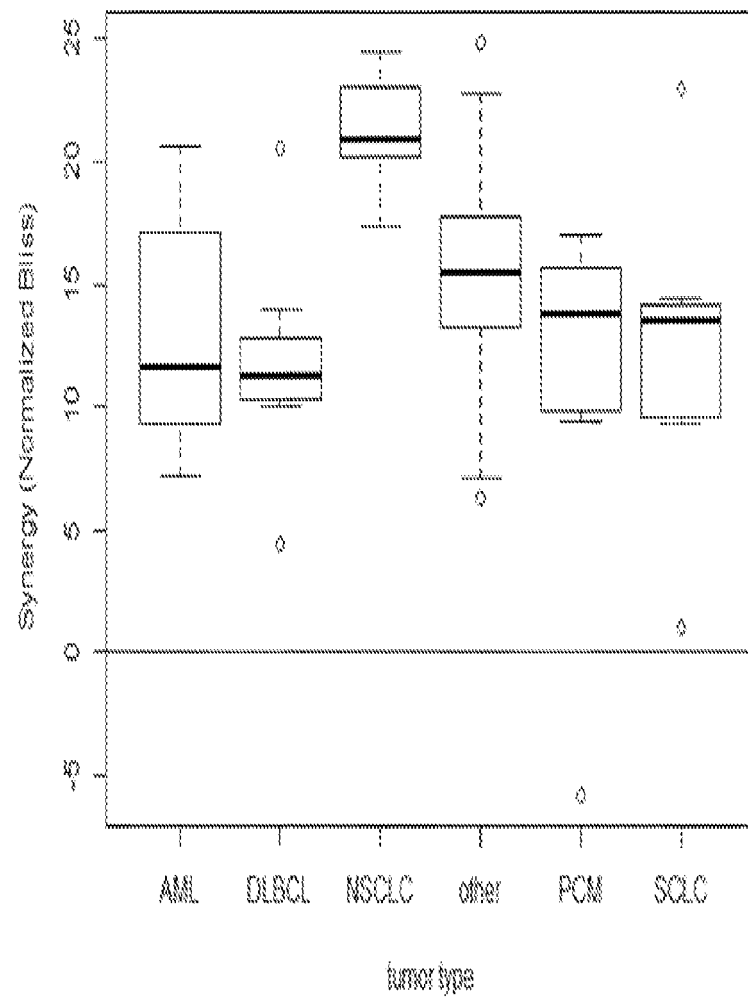 Synergy (Normalized Bliss)
25
20
15
10
5
0
-5
AML DLBCL NSCLC other PCM SCLC
tumor type